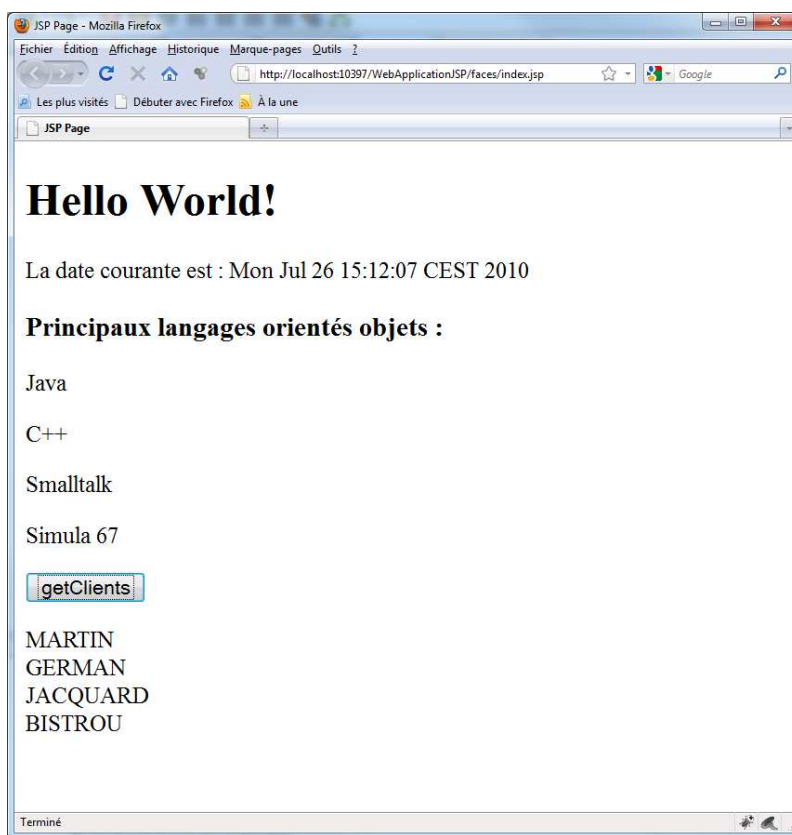 JSP Page - Mozilla Firefox
Fichier Édition Affichage Historique Marque-pages Outils ?
http://localhost:10397/WebApplicationJSP/faces/index.jsp Google
Les plus visités Débuter avec Firefox À la une
JSP Page
Hello World!
La date courante est : Mon Jul 26 15:12:07 CEST 2010
Principaux langages orientés objets :
Java
C++
Smalltalk
Simula 67
getClients
MARTIN
GERMAN
JACQUARD
BISTROU
Terminé